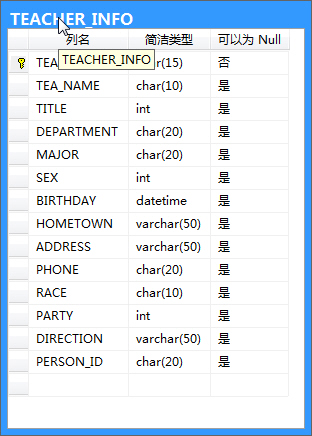 TEACHER_INFO
列名 简洁类型 可以为 Null
TEA 否
TEACHER_INFO
TEA_NAME char(10) 是
TITLE int 是
DEPARTMENT char(20) 是
MAJOR char(20) 是
SEX int 是
BIRTHDAY datetime 是
HOMETOWN varchar(50) 是
ADDRESS varchar(50) 是
PHONE char(20) 是
RACE char(10) 是
PARTY int 是
DIRECTION varchar(50) 是
PERSON_ID char(20) 是